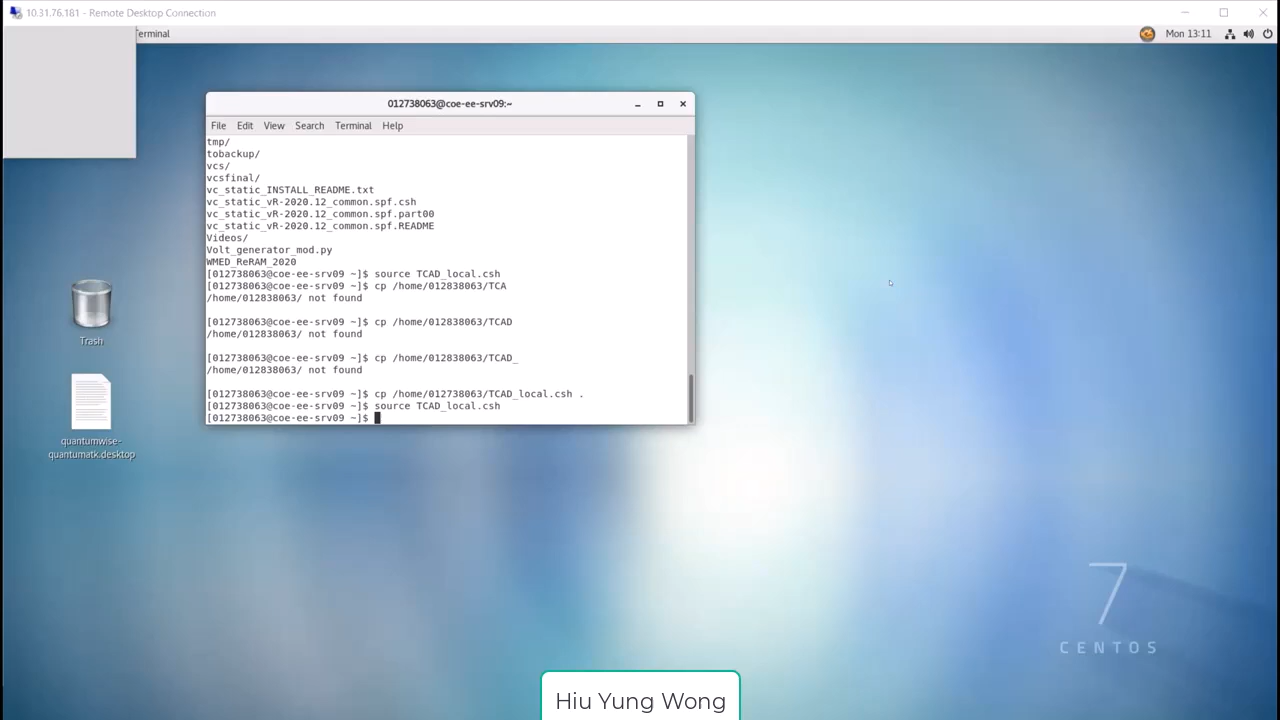 10.31.76.181 - Remote Desktop Connection
Terminal
Mon 13:11
012738063@coe-ee-srv09:~
File Edit View Search Terminal Help
tmp/
tobackup/
vcs/
vcsfinal/
vc_static_INSTALL_README.txt
vc_static_vR-2020.12_common.spf.csh
vc_static_vR-2020.12_common.spf.part00
vc_static_vR-2020.12_common.spf.README
Videos/
Volt_generator_mod.py
WMED_ReRAM_2020
[012738063@coe-ee-srv09 ~]$ source TCAD_local.csh
[012738063@coe-ee-srv09 ~]$ cp /home/012838063/TCA
/home/012838063/ not found
[012738063@coe-ee-srv09 ~]$ cp /home/012838063/TCAD
/home/012838063/ not found
[012738063@coe-ee-srv09 ~]$ cp /home/012838063/TCAD_
/home/012838063/ not found
[012738063@coe-ee-srv09 ~]$ cp /home/012738063/TCAD_local.csh .
[012738063@coe-ee-srv09 ~]$ source TCAD_local.csh
[012738063@coe-ee-srv09 ~]$
Trash
quantumwise-
quantumatk.desktop
7
CENTOS
Hiu Yung Wong